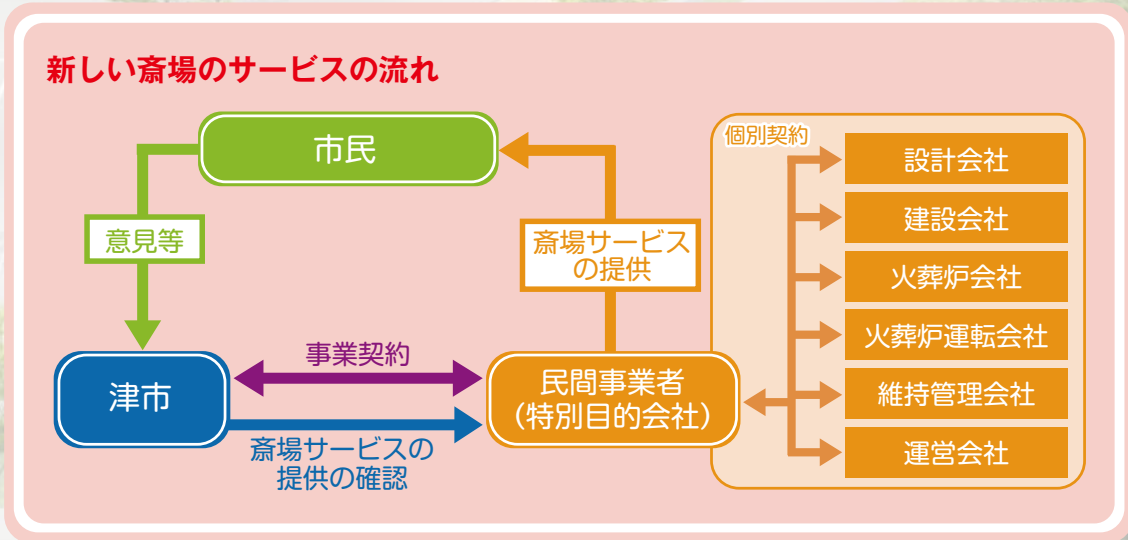 新しい斎場のサービスの流れ
市民
個別契約
設計会社
建設会社
意見等
斎場サービス
の提供
火葬炉会社
火葬炉運転会社
事業契約
津市
民間事業者
（特別目的会社）
維持管理会社
斎場サービスの
提供の確認
運営会社